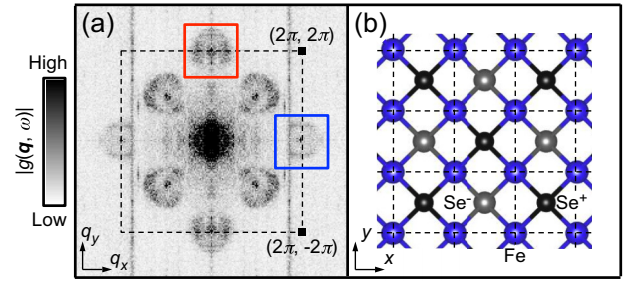 (a)
(2π, 2π)
High
|g(q, ω)|
Low
(2π, -2π)
q_y
q_x
(b)
Se⁻
Se⁺
Fe
y
x